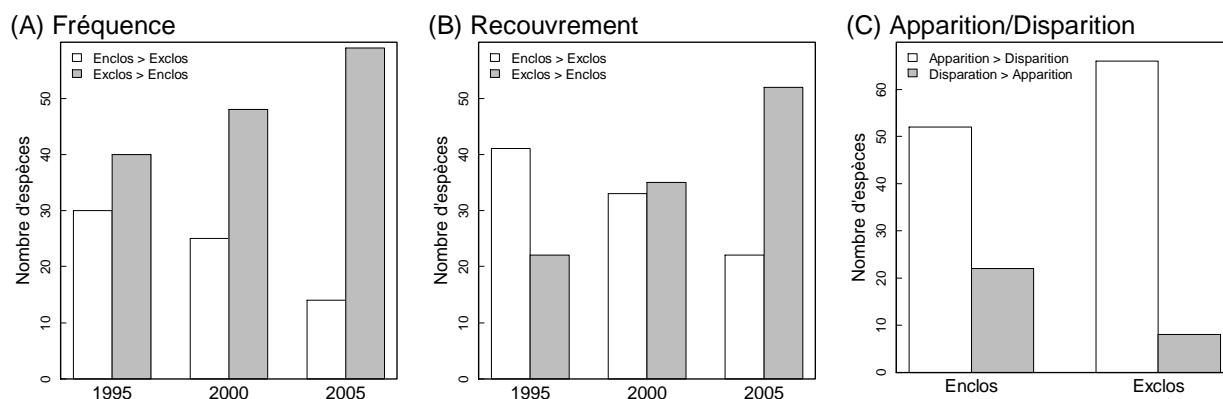 (A) Fréquence
Enclos > Exclos
Exclos > Enclos
Nombre d'espèces
0 10 20 30 40 50
1995 2000 2005
(B) Recouvrement
Enclos > Exclos
Exclos > Enclos
Nombre d'espèces
0 10 20 30 40 50
1995 2000 2005
(C) Apparition/Disparition
Apparition > Disparition
Disparation > Apparition
Nombre d'espèces
0 10 20 30 40 50 60
Enclos Exclos